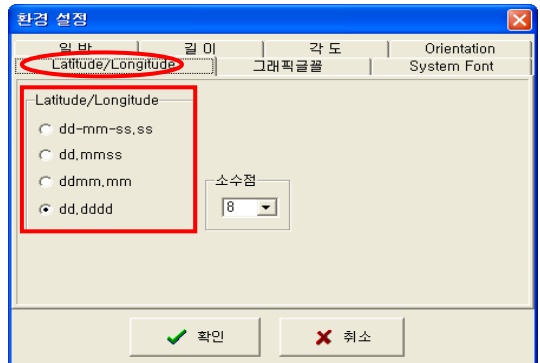 환경 설정
일 반 길 이 각 도 Orientation
Latitude/Longitude 그래픽글꼴 System Font
Latitude/Longitude
dd-mm-ss,ss
dd,mmss
ddmm,mm
dd,dddd
소수점
8
확인 취소